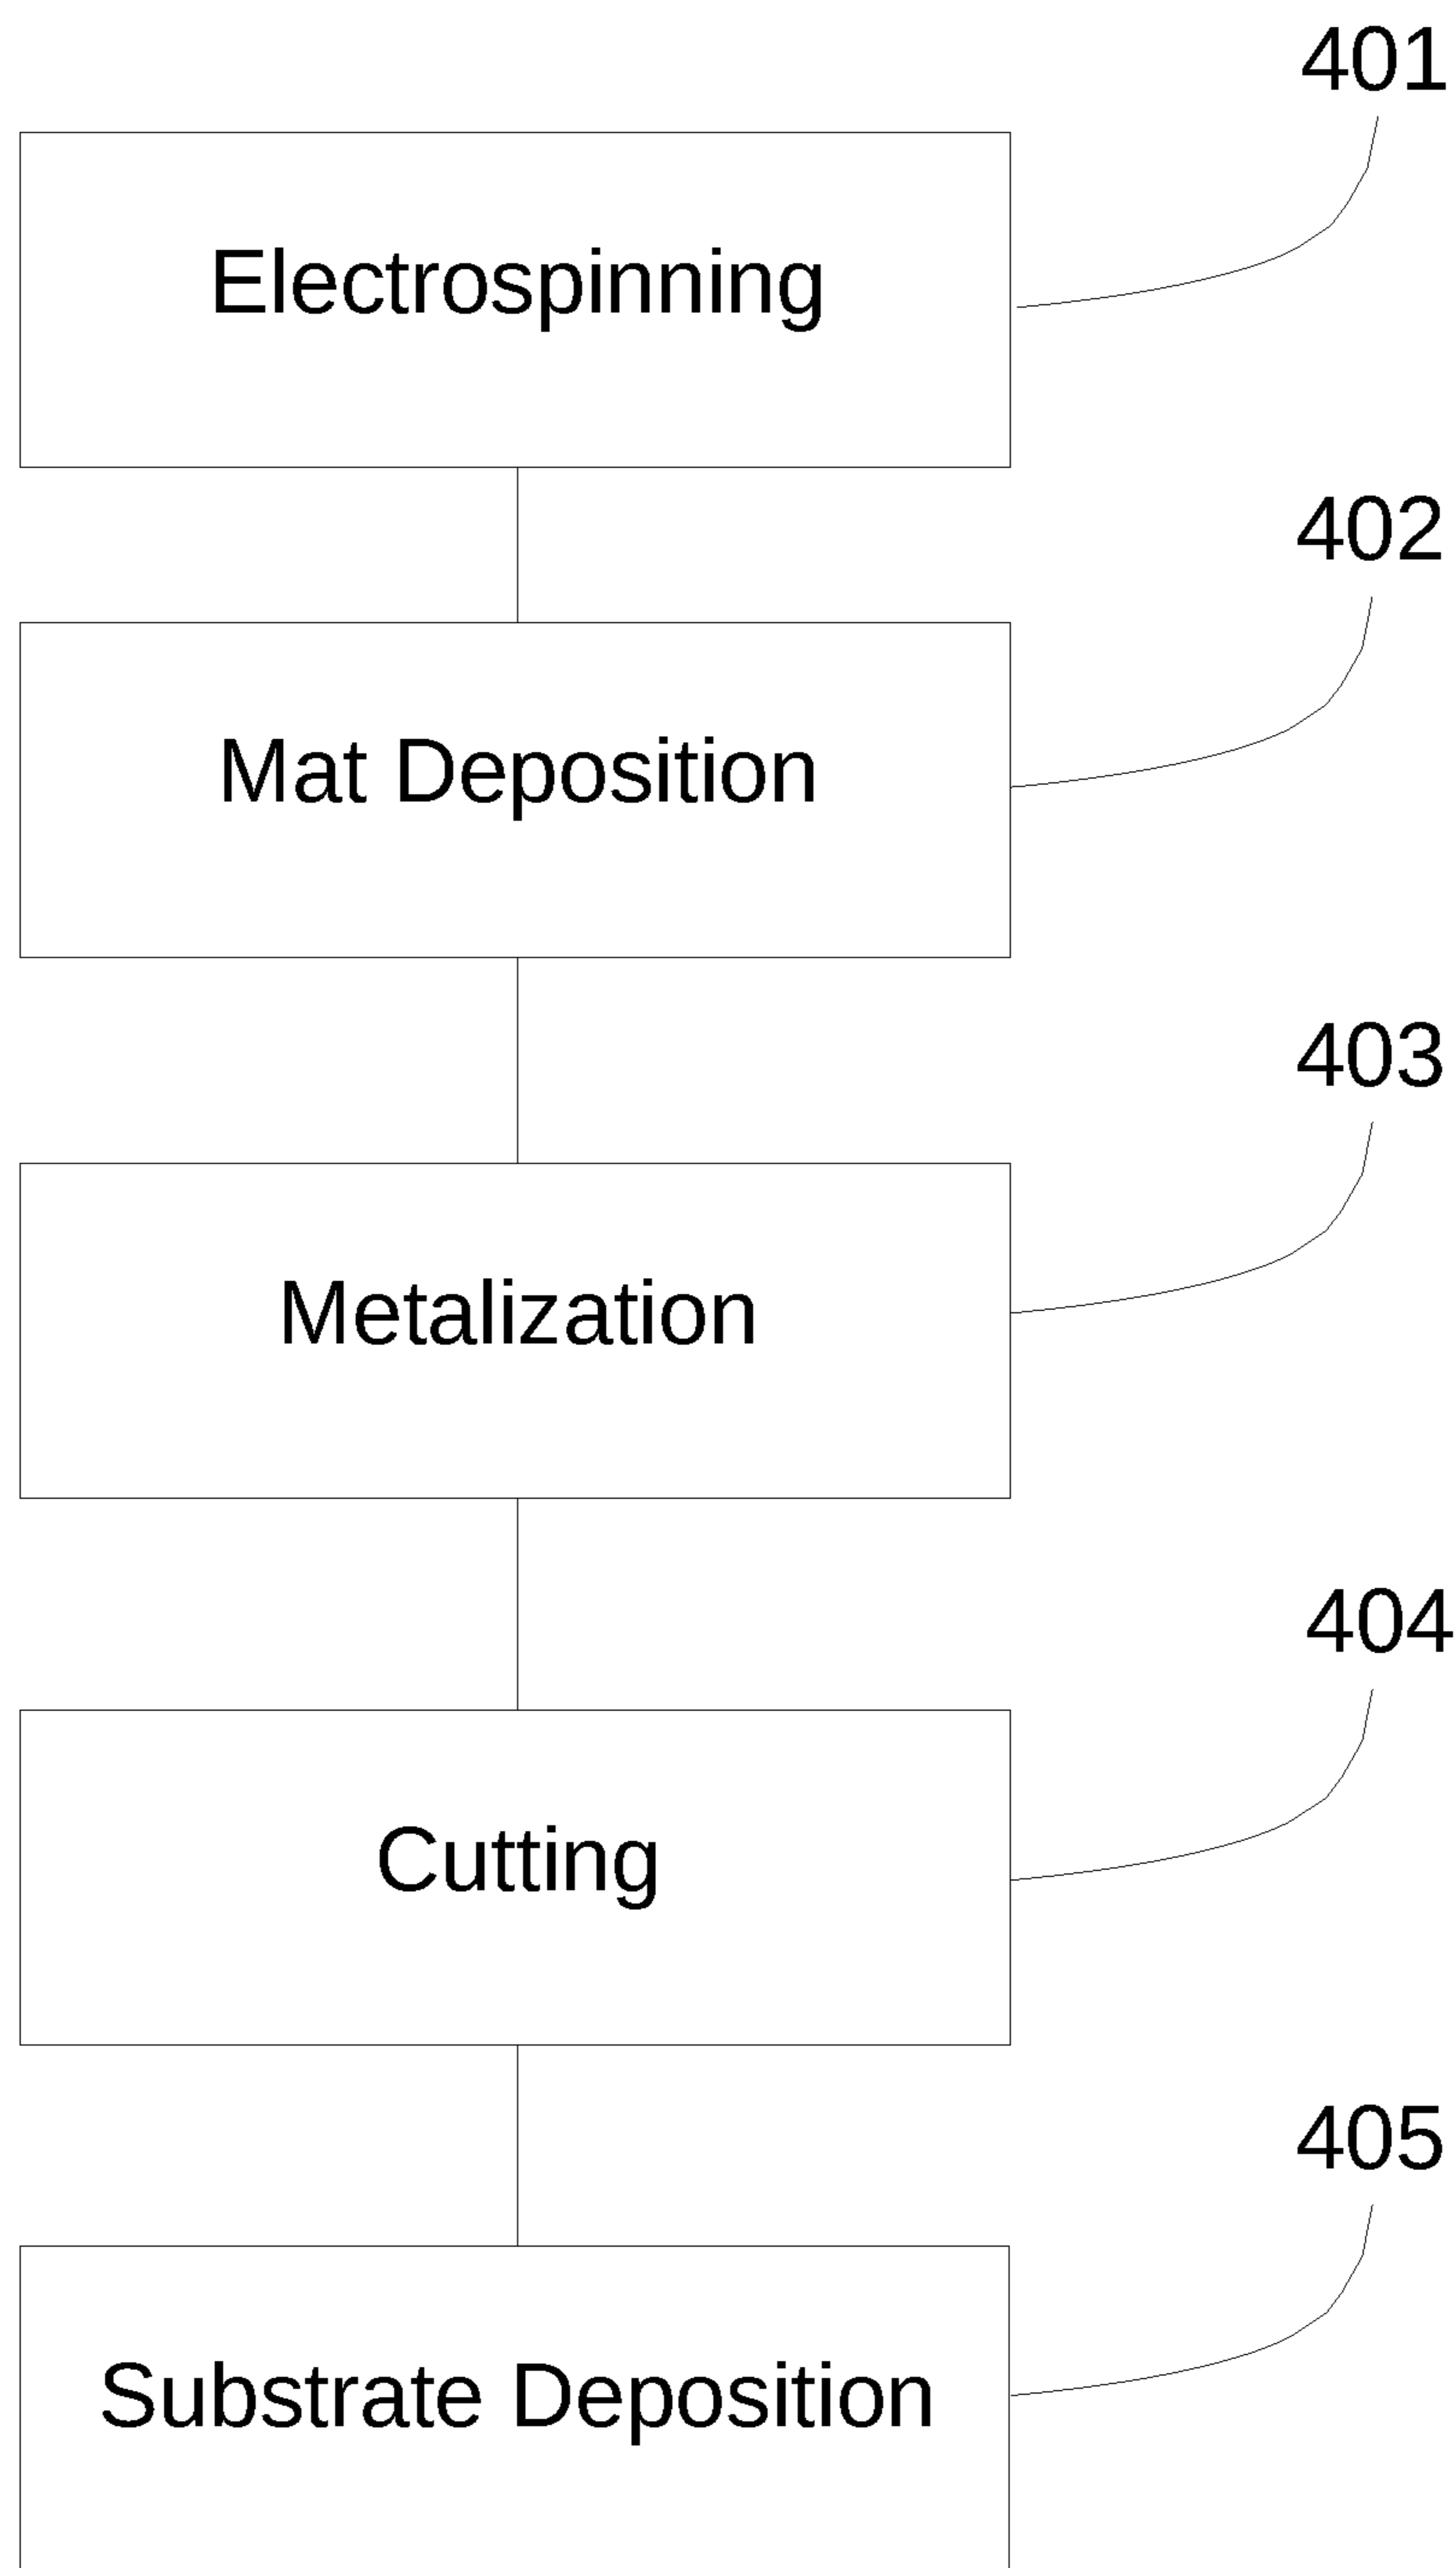 401
Electrospinning
402
Mat Deposition
403
Metalization
404
Cutting
405
Substrate Deposition